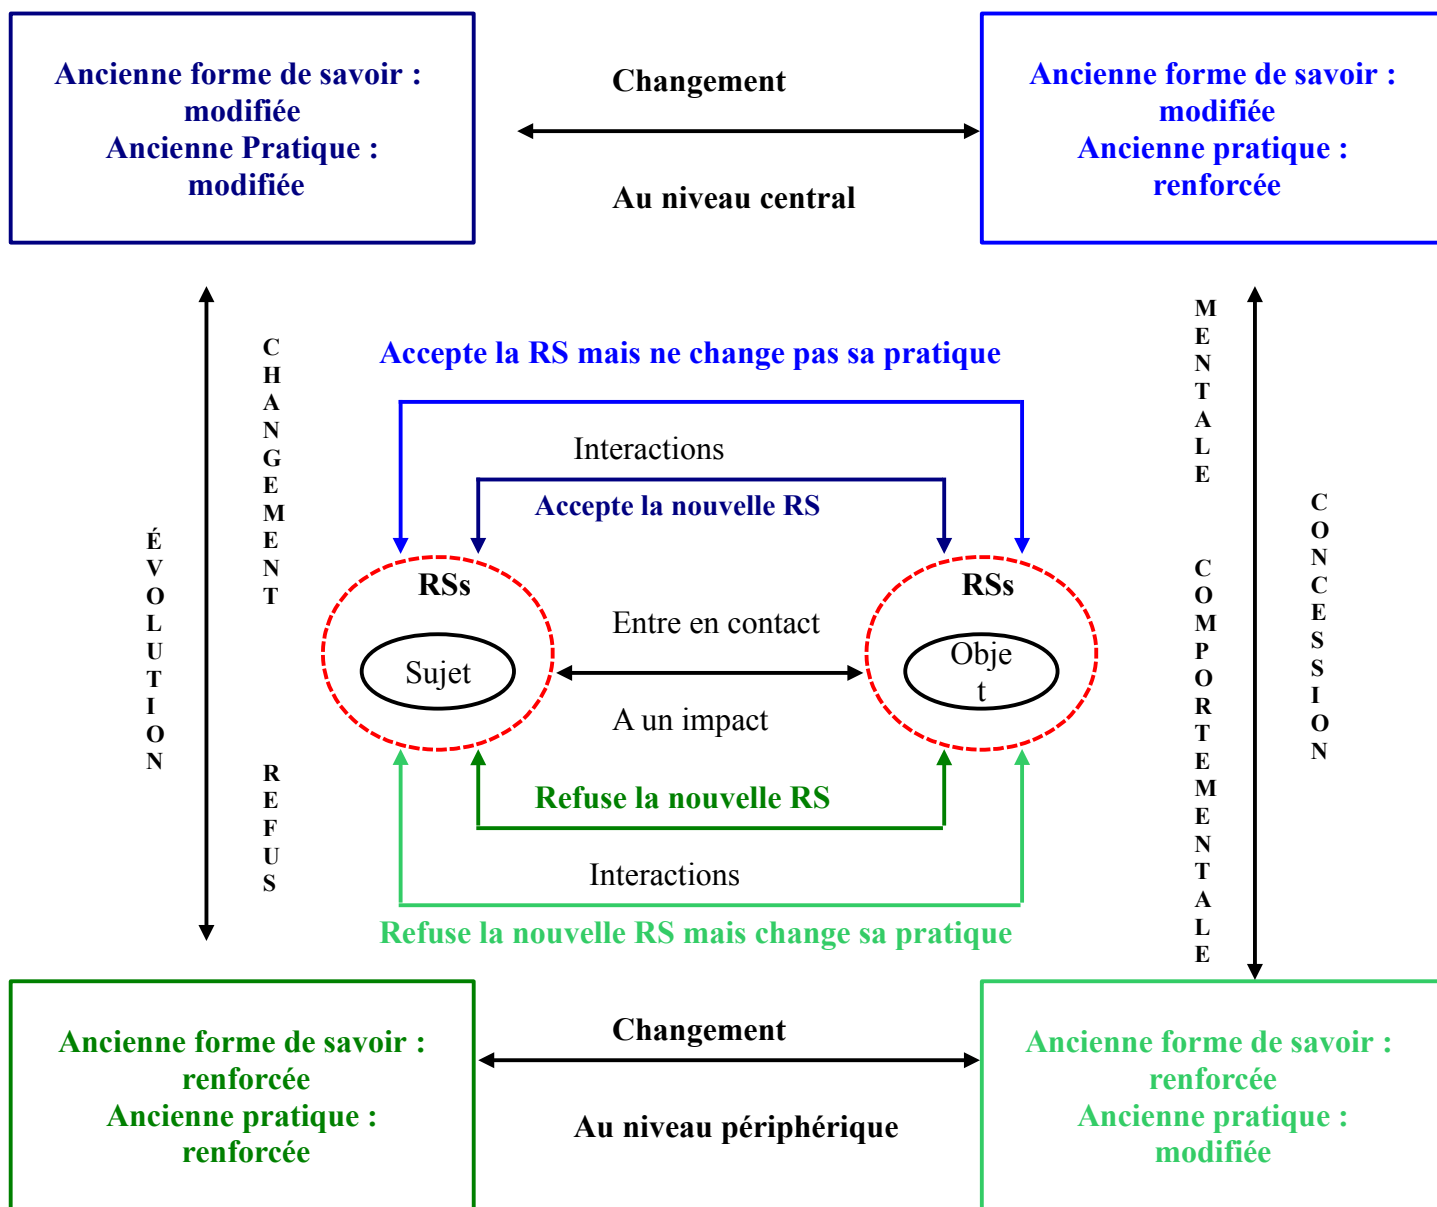 Ancienne forme de savoir :
modifiée
Ancienne Pratique :
modifiée
Changement
Au niveau central
Ancienne forme de savoir :
modifiée
Ancienne pratique :
renforcée
ÉVOLUTION
CHANGEMENT
REFUS
Accepte la RS mais ne change pas sa pratique
Interactions
Accepte la nouvelle RS
RSs
Sujet
Entre en contact
A un impact
RSs
Obje
t
Refuse la nouvelle RS
Interactions
Refuse la nouvelle RS mais change sa pratique
MENTALE
COMPORTEMENTALE
CONCESSION
Ancienne forme de savoir :
renforcée
Ancienne pratique :
renforcée
Changement
Au niveau périphérique
Ancienne forme de savoir :
renforcée
Ancienne pratique :
modifiée